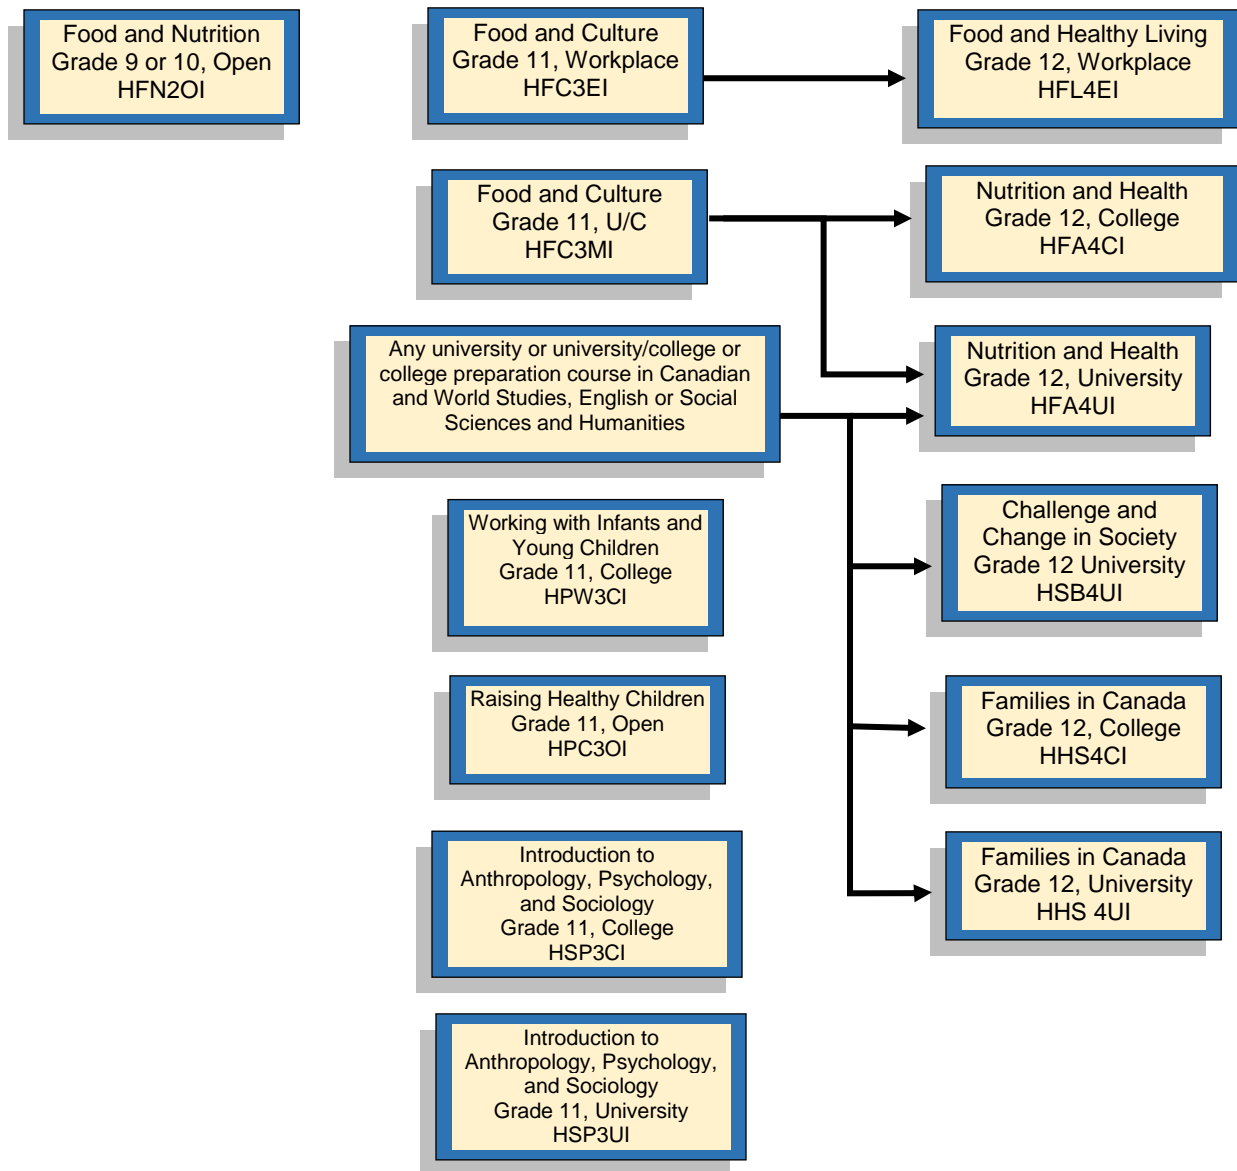 Food and Nutrition
Grade 9 or 10, Open
HFN2OI
Food and Culture
Grade 11, Workplace
HFC3EI
Food and Healthy Living
Grade 12, Workplace
HFL4EI
Food and Culture
Grade 11, U/C
HFC3MI
Nutrition and Health
Grade 12, College
HFA4CI
Any university or university/college or
college preparation course in Canadian
and World Studies, English or Social
Sciences and Humanities
Nutrition and Health
Grade 12, University
HFA4UI
Working with Infants and
Young Children
Grade 11, College
HPW3CI
Challenge and
Change in Society
Grade 12 University
HSB4UI
Raising Healthy Children
Grade 11, Open
HPC3OI
Families in Canada
Grade 12, College
HHS4CI
Introduction to
Anthropology, Psychology,
and Sociology
Grade 11, College
HSP3CI
Families in Canada
Grade 12, University
HHS 4UI
Introduction to
Anthropology, Psychology,
and Sociology
Grade 11, University
HSP3UI